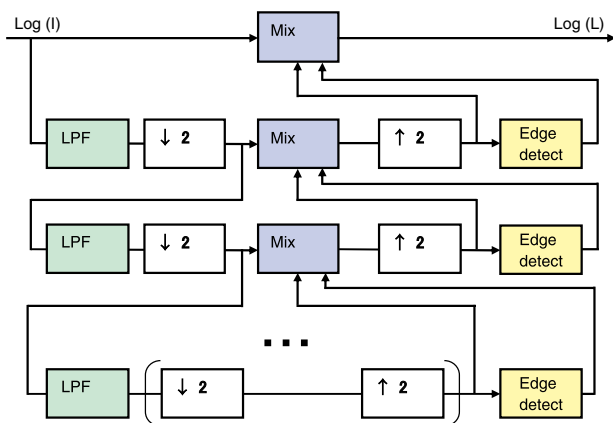 Log (I)
Mix
Log (L)
LPF
↓ 2
Mix
↑ 2
Edge
detect
LPF
↓ 2
Mix
↑ 2
Edge
detect
LPF
↓ 2
↑ 2
Edge
detect